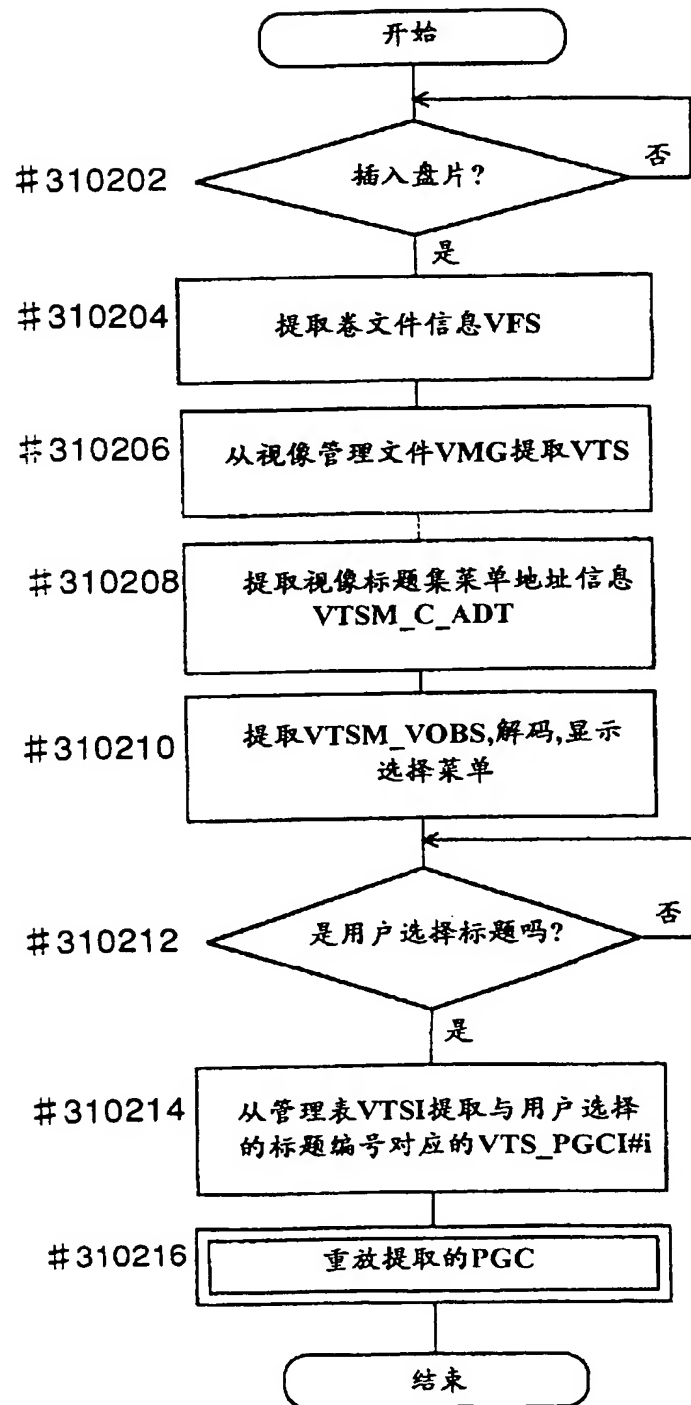 开始
否
#310202
插入盘片?
是
#310204
提取卷文件信息VFS
#310206
从视像管理文件VMG提取VTS
#310208
提取视像标题集菜单地址信息
VTSM_C_ADT
#310210
提取VTSM_VOBS,解码,显示
选择菜单
否
#310212
是用户选择标题吗?
是
#310214
从管理表VTSI提取与用户选择
的标题编号对应的VTS_PGCI#i
#310216
重放提取的PGC
结束